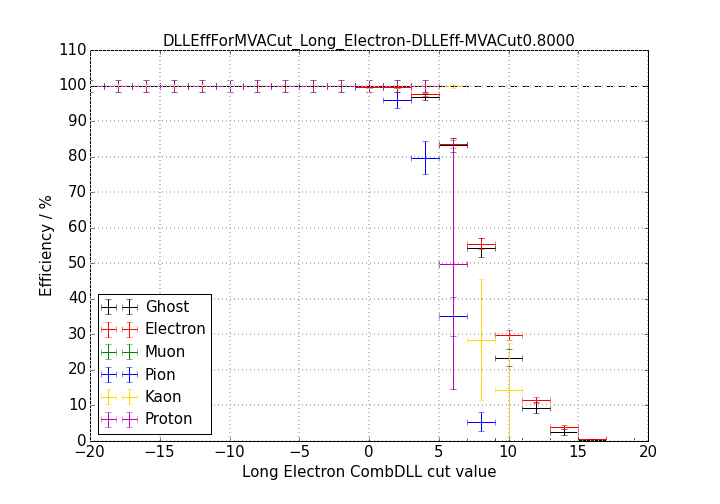 DLLEffForMVACut_Long_Electron-DLLEff-MVACut0.8000
110
100
90
80
70
60
50
40
30
20
10
0
Efficiency / %
Ghost
Electron
Muon
Pion
Kaon
Proton
−20 −15 −10 −5 0 5 10 15 20
Long Electron CombDLL cut value